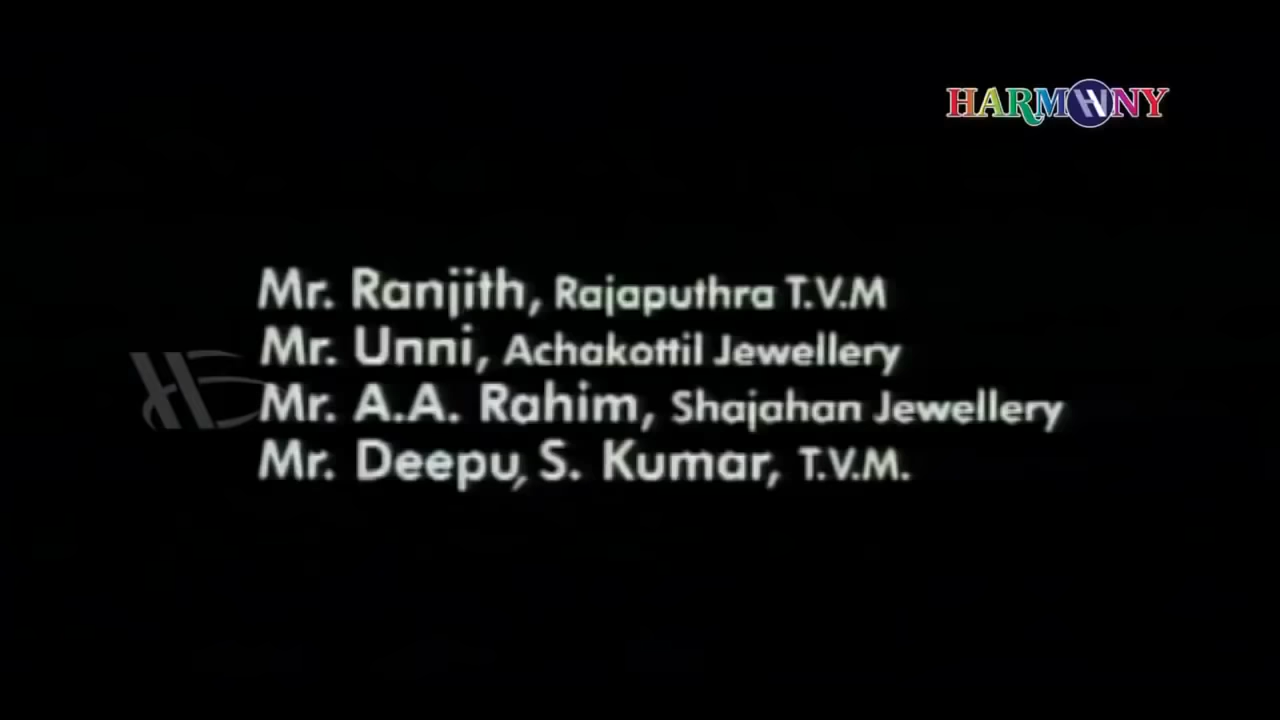 HARMONY
Mr. Ranjith, Rajaputhra T.V.M
Mr. Unni, Achakottil Jewellery
Mr. A.A. Rahim, Shajahan Jewellery
Mr. Deepu, S. Kumar, T.V.M.